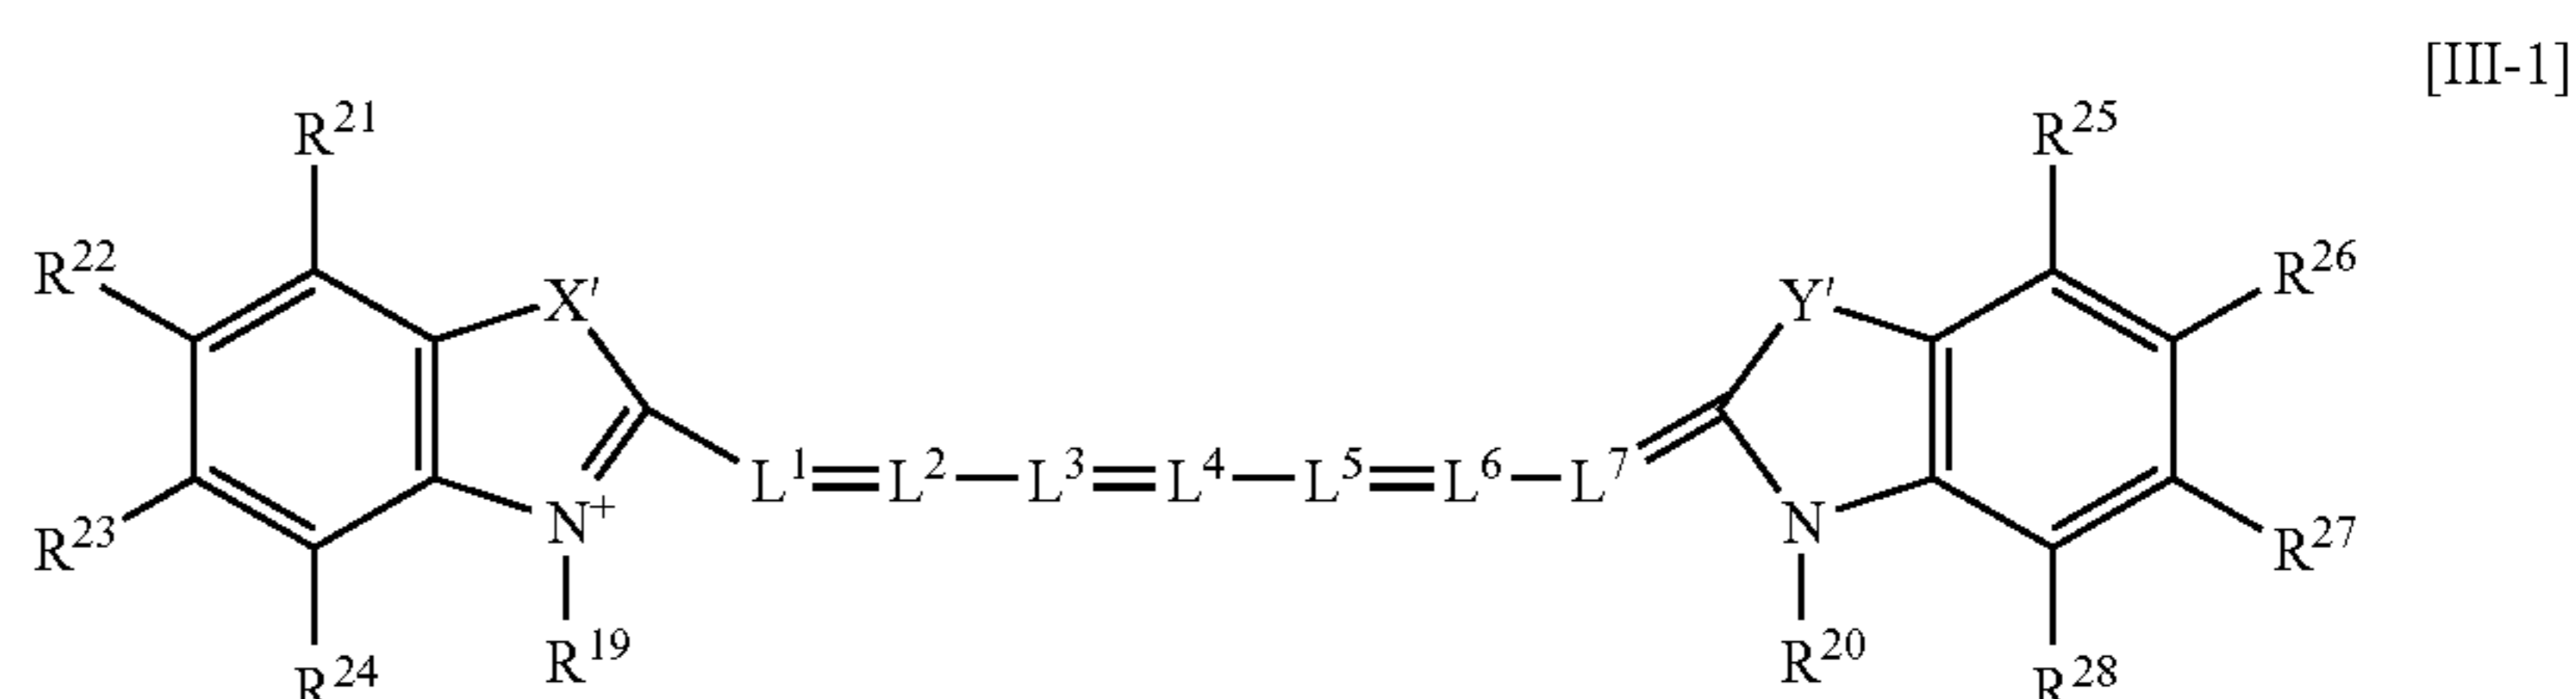 [III-1]
R²¹ R²⁵
R²² X′ Y′ R²⁶
L¹=L²—L³=L⁴—L⁵=L⁶—L⁷
R²³ N⁺ N R²⁷
R²⁴ R¹⁹ R²⁰ R²⁸